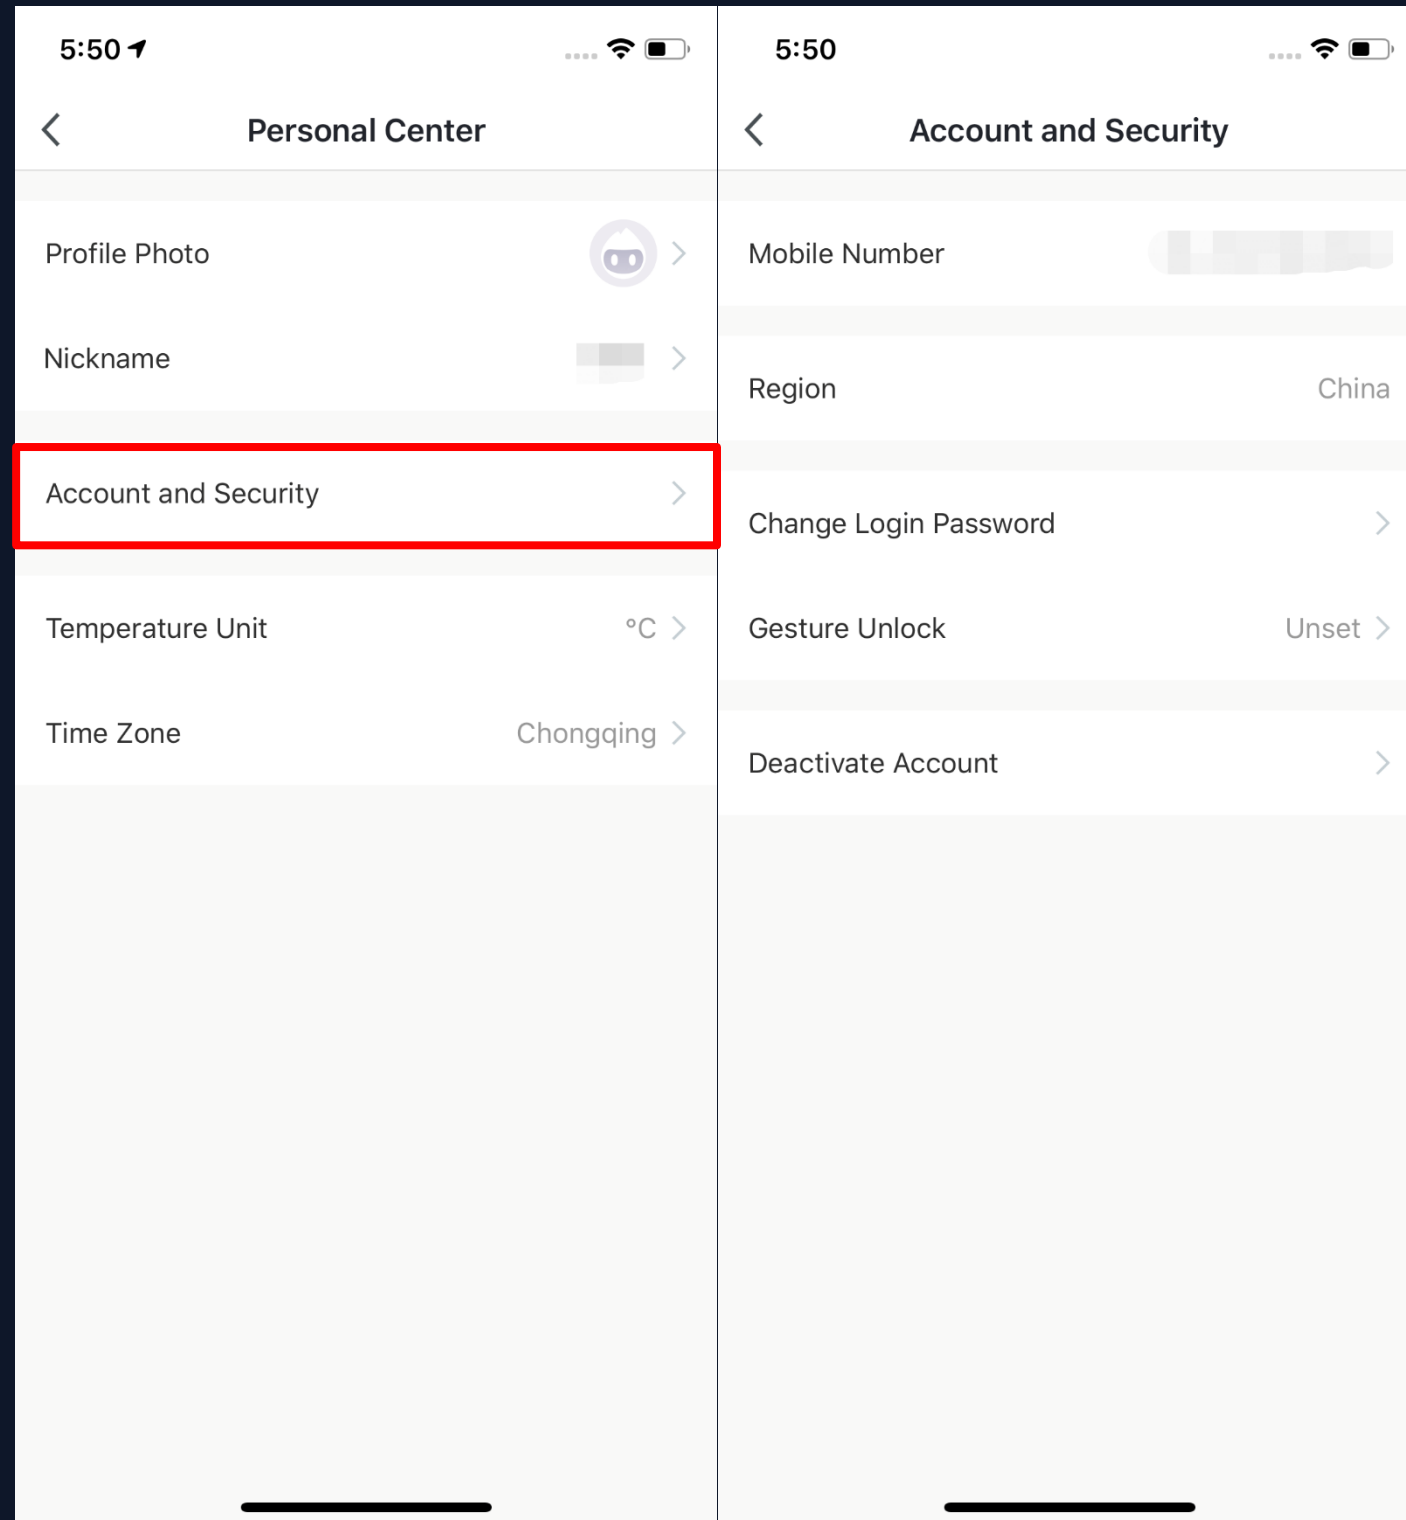 5:50
Personal Center
Profile Photo
Nickname
Account and Security
Temperature Unit °C
Time Zone Chongqing
5:50
Account and Security
Mobile Number
Region China
Change Login Password
Gesture Unlock Unset
Deactivate Account